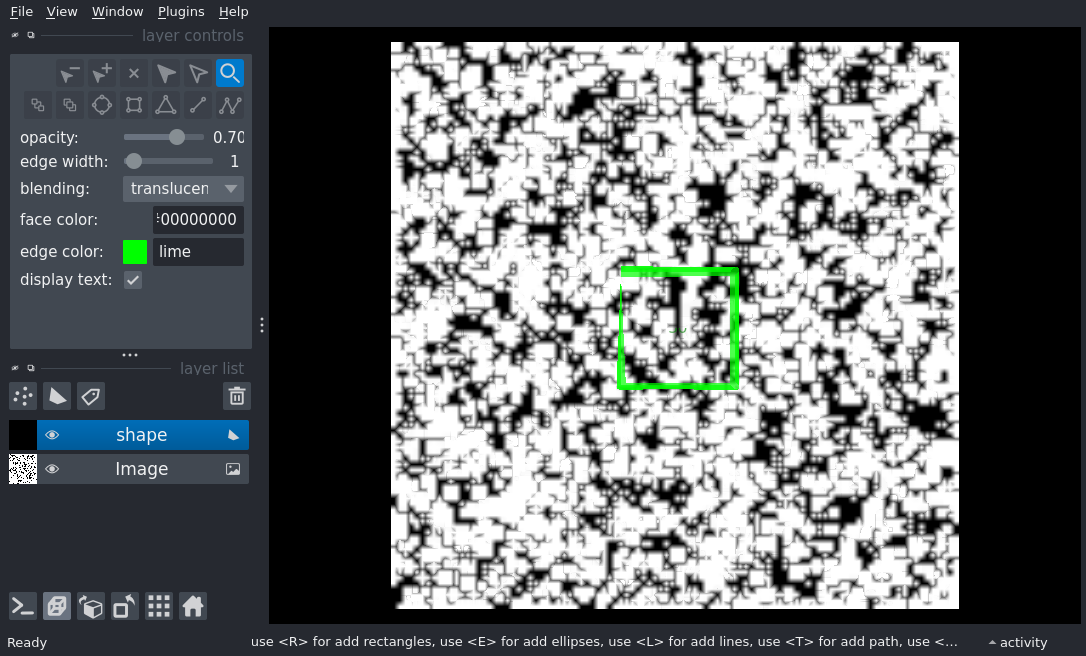 File View Window Plugins Help
layer controls
opacity: 0.70
edge width: 1
blending: translucen
face color: #00000000
edge color: lime
display text:
layer list
shape
Image
Ready use <R> for add rectangles, use <E> for add ellipses, use <L> for add lines, use <T> for add path, use <... activity